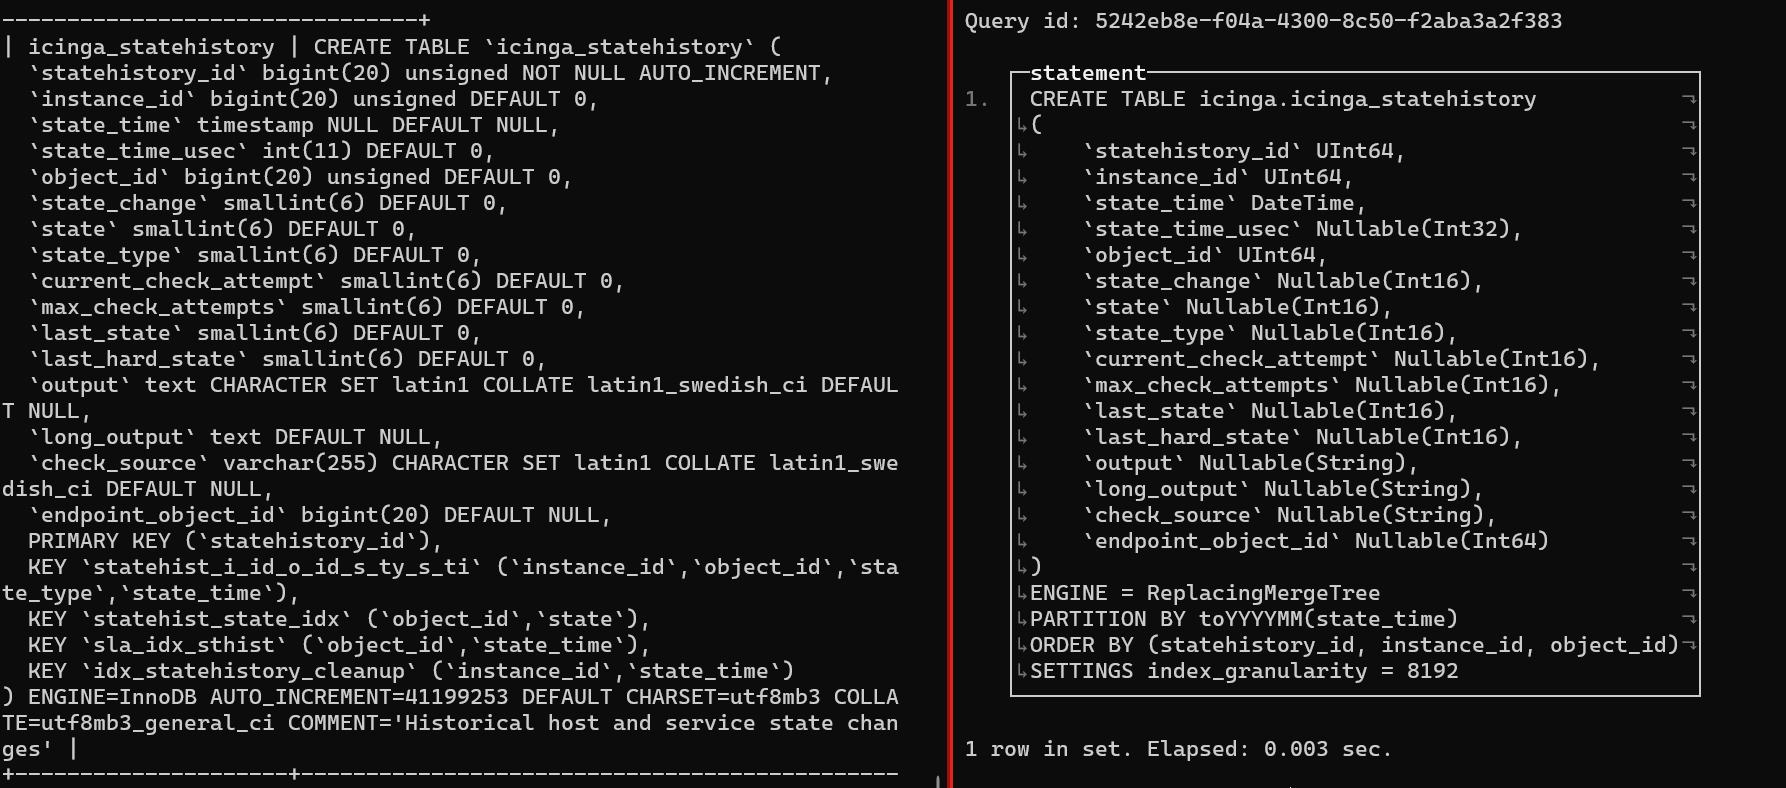 --------------------------------+
| icinga_statehistory | CREATE TABLE `icinga_statehistory` (
`statehistory_id` bigint(20) unsigned NOT NULL AUTO_INCREMENT,
`instance_id` bigint(20) unsigned DEFAULT 0,
`state_time` timestamp NULL DEFAULT NULL,
`state_time_usec` int(11) DEFAULT 0,
`object_id` bigint(20) unsigned DEFAULT 0,
`state_change` smallint(6) DEFAULT 0,
`state` smallint(6) DEFAULT 0,
`state_type` smallint(6) DEFAULT 0,
`current_check_attempt` smallint(6) DEFAULT 0,
`max_check_attempts` smallint(6) DEFAULT 0,
`last_state` smallint(6) DEFAULT 0,
`last_hard_state` smallint(6) DEFAULT 0,
`output` text CHARACTER SET latin1 COLLATE latin1_swedish_ci DEFAUL
T NULL,
`long_output` text DEFAULT NULL,
`check_source` varchar(255) CHARACTER SET latin1 COLLATE latin1_swe
dish_ci DEFAULT NULL,
`endpoint_object_id` bigint(20) DEFAULT NULL,
PRIMARY KEY (`statehistory_id`),
KEY `statehist_i_id_o_id_s_ty_s_ti` (`instance_id`,`object_id`,`sta
te_type`,`state_time`),
KEY `statehist_state_idx` (`object_id`,`state`),
KEY `sla_idx_sthist` (`object_id`,`state_time`),
KEY `idx_statehistory_cleanup` (`instance_id`,`state_time`)
) ENGINE=InnoDB AUTO_INCREMENT=41199253 DEFAULT CHARSET=utf8mb3 COLLA
TE=utf8mb3_general_ci COMMENT='Historical host and service state chan
ges' |
+---------------------+----------------------------------------------
Query id: 5242eb8e-f04a-4300-8c50-f2aba3a2f383
statement
1. CREATE TABLE icinga.icinga_statehistory
(
`statehistory_id` UInt64,
`instance_id` UInt64,
`state_time` DateTime,
`state_time_usec` Nullable(Int32),
`object_id` UInt64,
`state_change` Nullable(Int16),
`state` Nullable(Int16),
`state_type` Nullable(Int16),
`current_check_attempt` Nullable(Int16),
`max_check_attempts` Nullable(Int16),
`last_state` Nullable(Int16),
`last_hard_state` Nullable(Int16),
`output` Nullable(String),
`long_output` Nullable(String),
`check_source` Nullable(String),
`endpoint_object_id` Nullable(Int64)
)
ENGINE = ReplacingMergeTree
PARTITION BY toYYYYMM(state_time)
ORDER BY (statehistory_id, instance_id, object_id)
SETTINGS index_granularity = 8192
1 row in set. Elapsed: 0.003 sec.